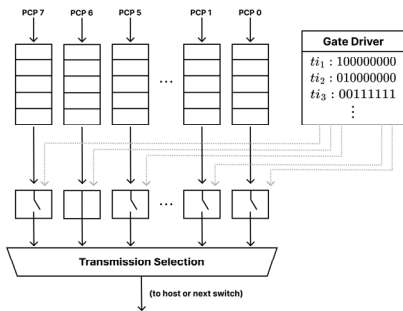 PCP 7 PCP 6 PCP 5 PCP 1 PCP 0
Gate Driver
ti₁ : 100000000
ti₂ : 010000000
ti₃ : 00111111
⋮
...
...
Transmission Selection
(to host or next switch)